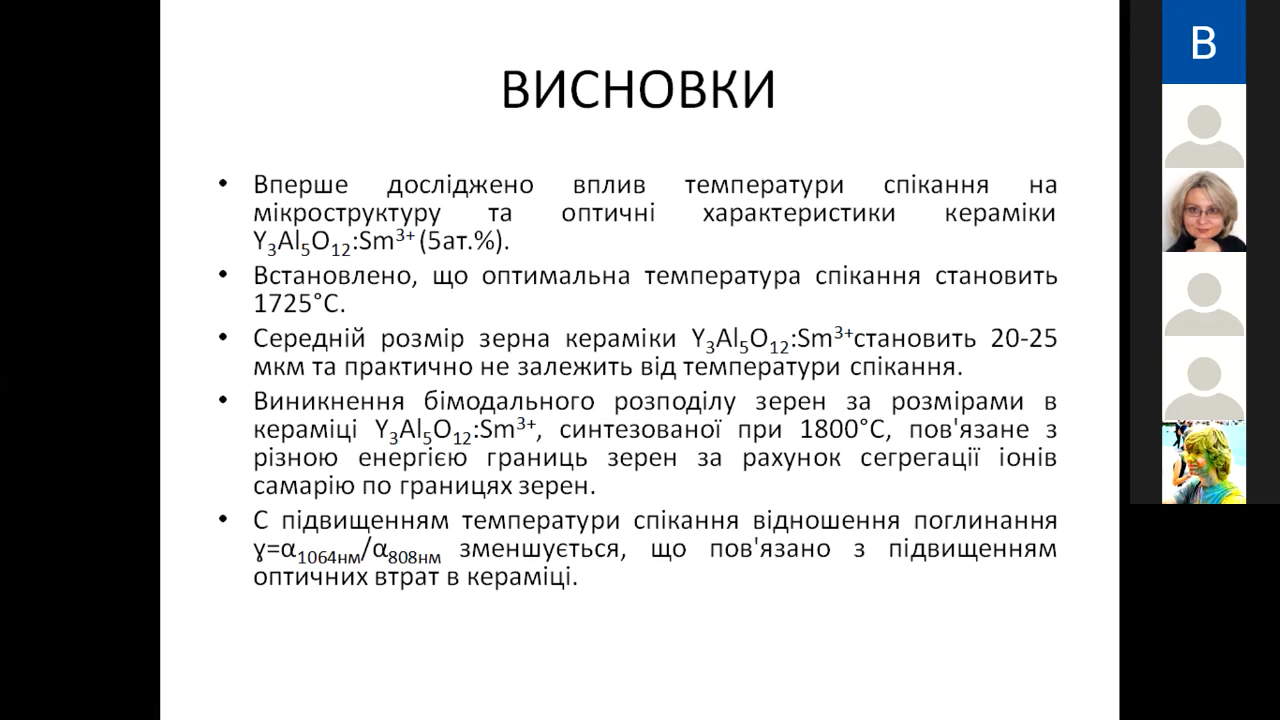 ВИСНОВКИ
• Вперше досліджено вплив температури спікання на
мікроструктуру та оптичні характеристики кераміки
Y₃Al₅O₁₂:Sm³⁺ (5ат.%).
• Встановлено, що оптимальна температура спікання становить
1725°С.
• Середній розмір зерна кераміки Y₃Al₅O₁₂:Sm³⁺становить 20-25
мкм та практично не залежить від температури спікання.
• Виникнення бімодального розподілу зерен за розмірами в
кераміці Y₃Al₅O₁₂:Sm³⁺, синтезованої при 1800°С, пов'язане з
різною енергією границь зерен за рахунок сегрегації іонів
самарію по границях зерен.
• С підвищенням температури спікання відношення поглинання
ɣ=α₁₀₆₄нм/α₈₀₈нм зменшується, що пов'язано з підвищенням
оптичних втрат в кераміці.
B